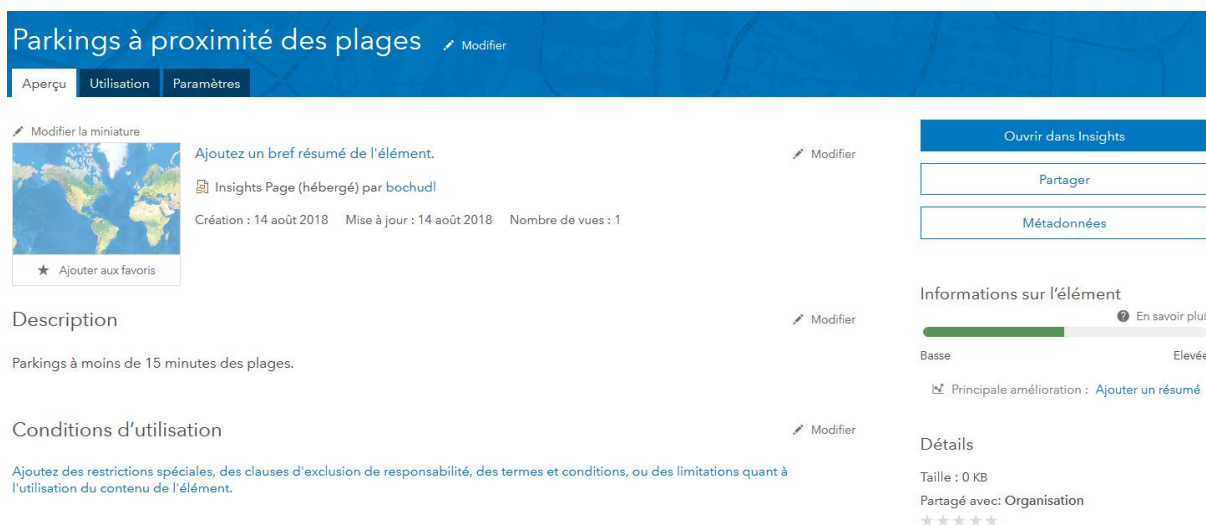 Parkings à proximité des plages Modifier
Aperçu Utilisation Paramètres
Modifier la miniature
Ajoutez un bref résumé de l'élément. Modifier
Insights Page (hébergé) par bochudl
Création : 14 août 2018 Mise à jour : 14 août 2018 Nombre de vues : 1
Ajouter aux favoris
Description Modifier
Parkings à moins de 15 minutes des plages.
Conditions d’utilisation Modifier
Ajoutez des restrictions spéciales, des clauses d'exclusion de responsabilité, des termes et conditions, ou des limitations quant à
l'utilisation du contenu de l'élément.
Ouvrir dans Insights
Partager
Métadonnées
Informations sur l’élément
? En savoir plus
Basse Elevée
Principale amélioration : Ajouter un résumé
Détails
Taille : 0 KB
Partagé avec: Organisation